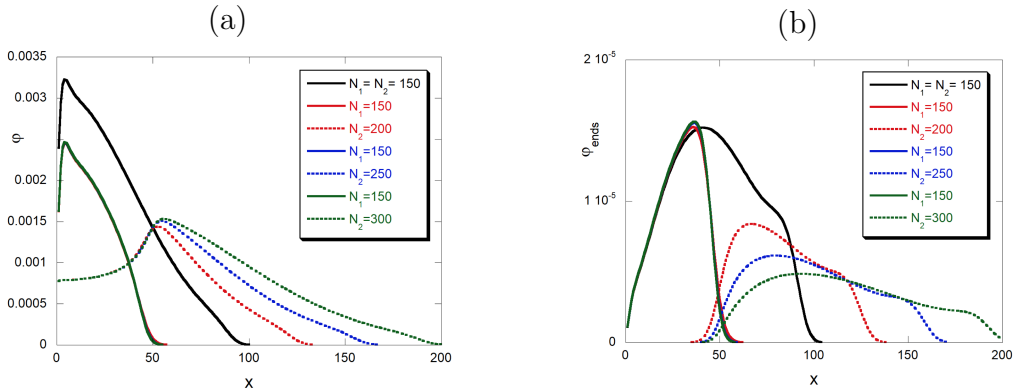 (a)
(b)
0.0035
0.003
0.0025
0.002
0.0015
0.001
0.0005
0
φ
0
50
100
150
200
x
N₁= N₂= 150
N₁=150
N₂=200
N₁=150
N₂=250
N₁=150
N₂=300
2 10⁻⁵
1 10⁻⁵
0
φends
0
50
100
150
200
x
N₁= N₂= 150
N₁=150
N₂=200
N₁=150
N₂=250
N₁=150
N₂=300